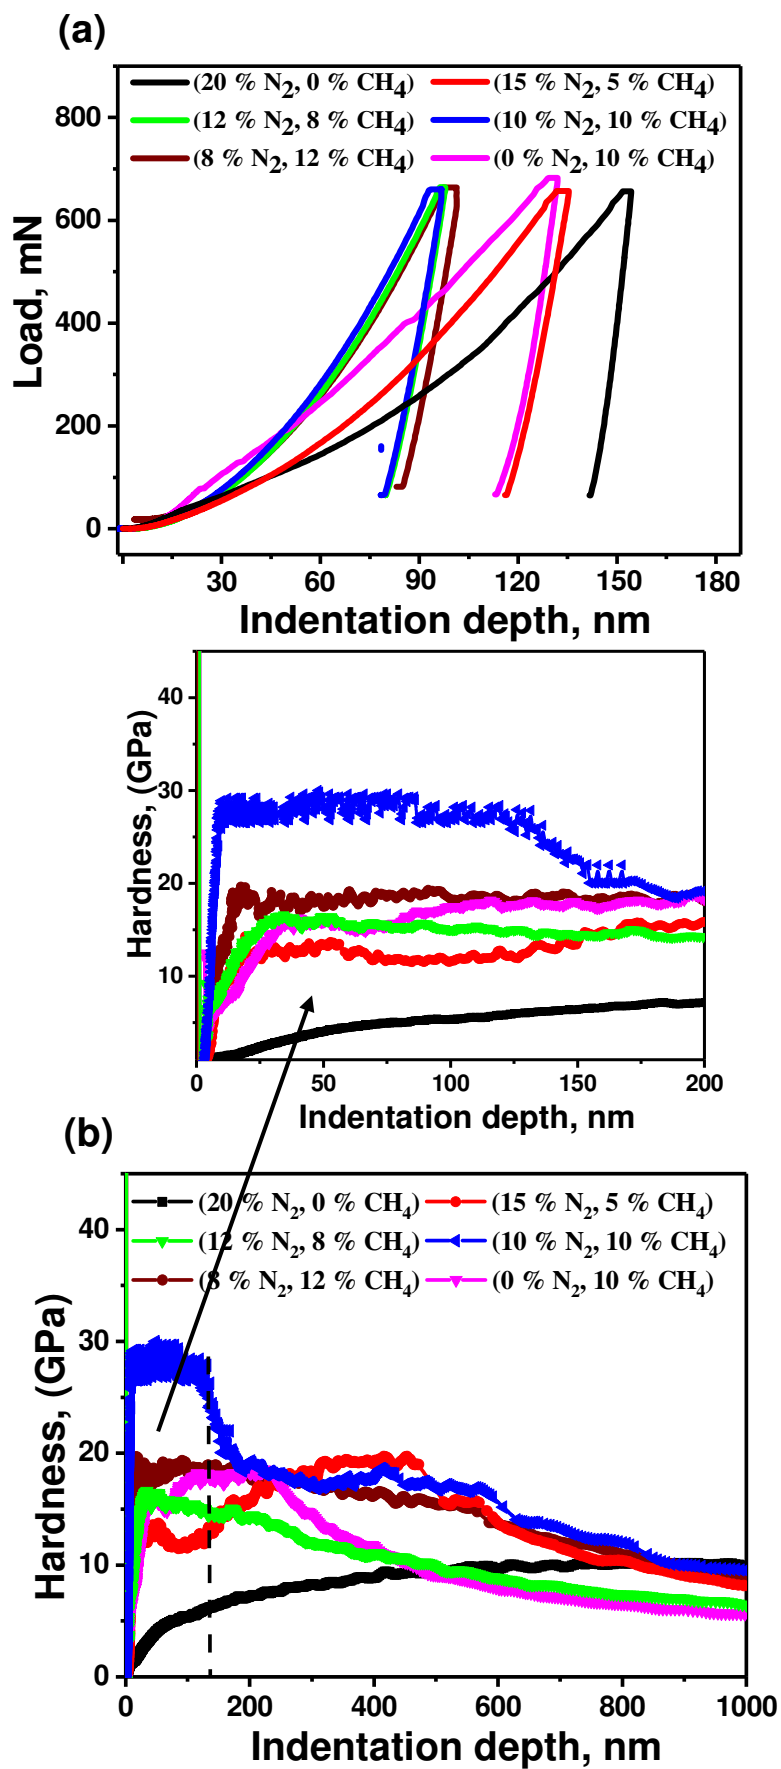 (a)
(20 % N2, 0 % CH4) (15 % N2, 5 % CH4)
(12 % N2, 8 % CH4) (10 % N2, 10 % CH4)
(8 % N2, 12 % CH4) (0 % N2, 10 % CH4)
800
600
400
200
0
Load, mN
30 60 90 120 150 180
Indentation depth, nm
40
30
20
10
Hardness, (GPa)
0 50 100 150 200
Indentation depth, nm
(b)
(20 % N2, 0 % CH4) (15 % N2, 5 % CH4)
(12 % N2, 8 % CH4) (10 % N2, 10 % CH4)
(8 % N2, 12 % CH4) (0 % N2, 10 % CH4)
40
30
20
10
0
Hardness, (GPa)
0 200 400 600 800 1000
Indentation depth, nm